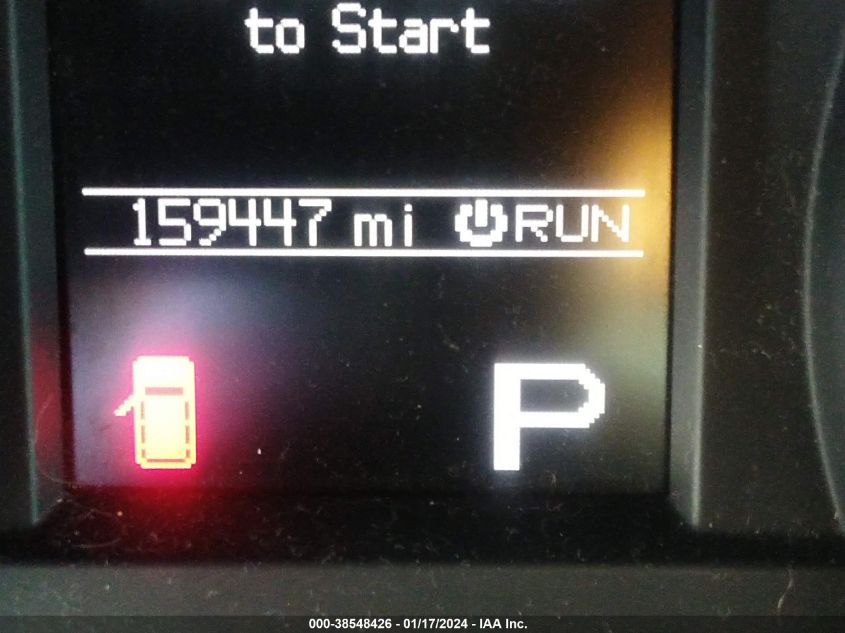 to Start
159447 mi RUN
P
000-38548426 - 01/17/2024 - IAA Inc.